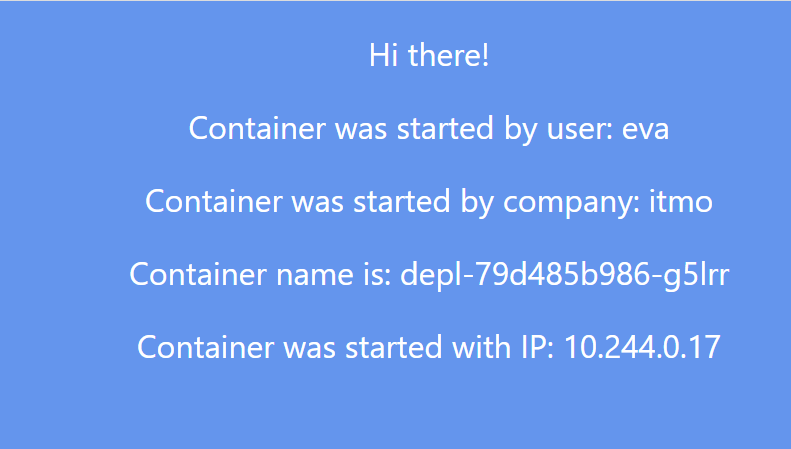 Hi there!
Container was started by user: eva
Container was started by company: itmo
Container name is: depl-79d485b986-g5lrr
Container was started with IP: 10.244.0.17